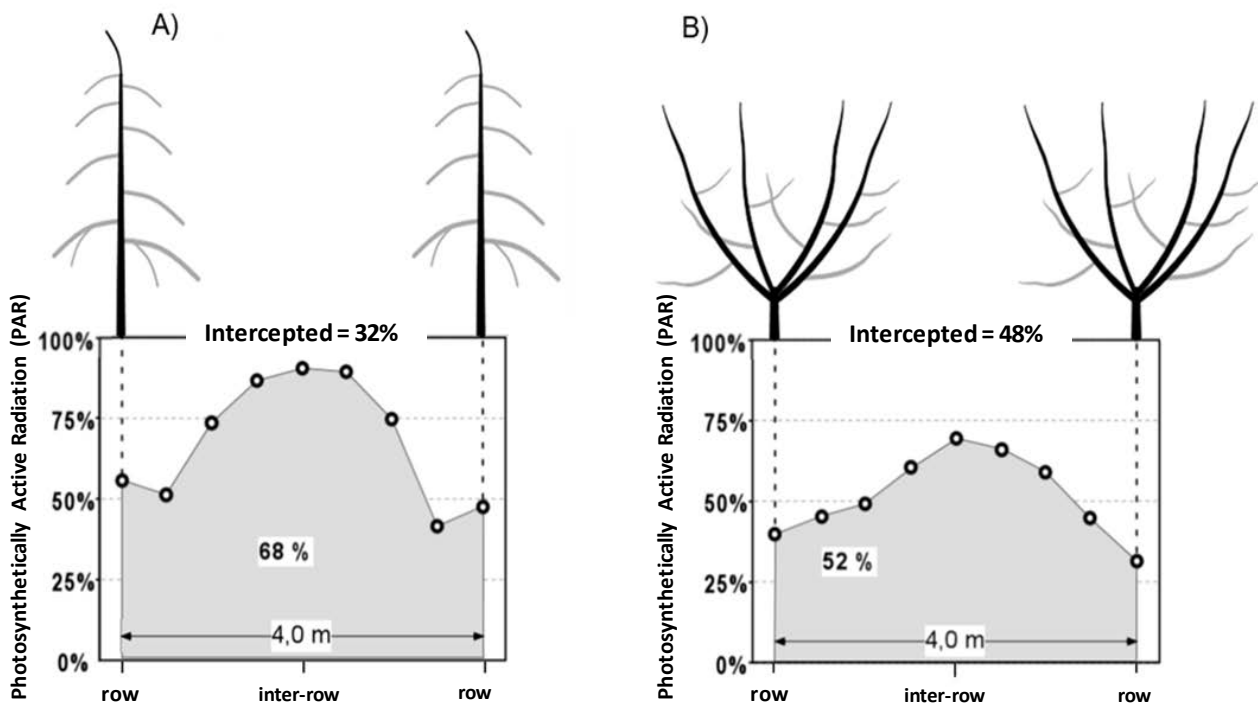 A)
Photosynthetically Active Radiation (PAR)
Intercepted = 32%
100%
75%
50%
25%
0%
68 %
4,0 m
row
inter-row
row
B)
Photosynthetically Active Radiation (PAR)
Intercepted = 48%
100%
75%
50%
25%
0%
52 %
4,0 m
row
inter-row
row